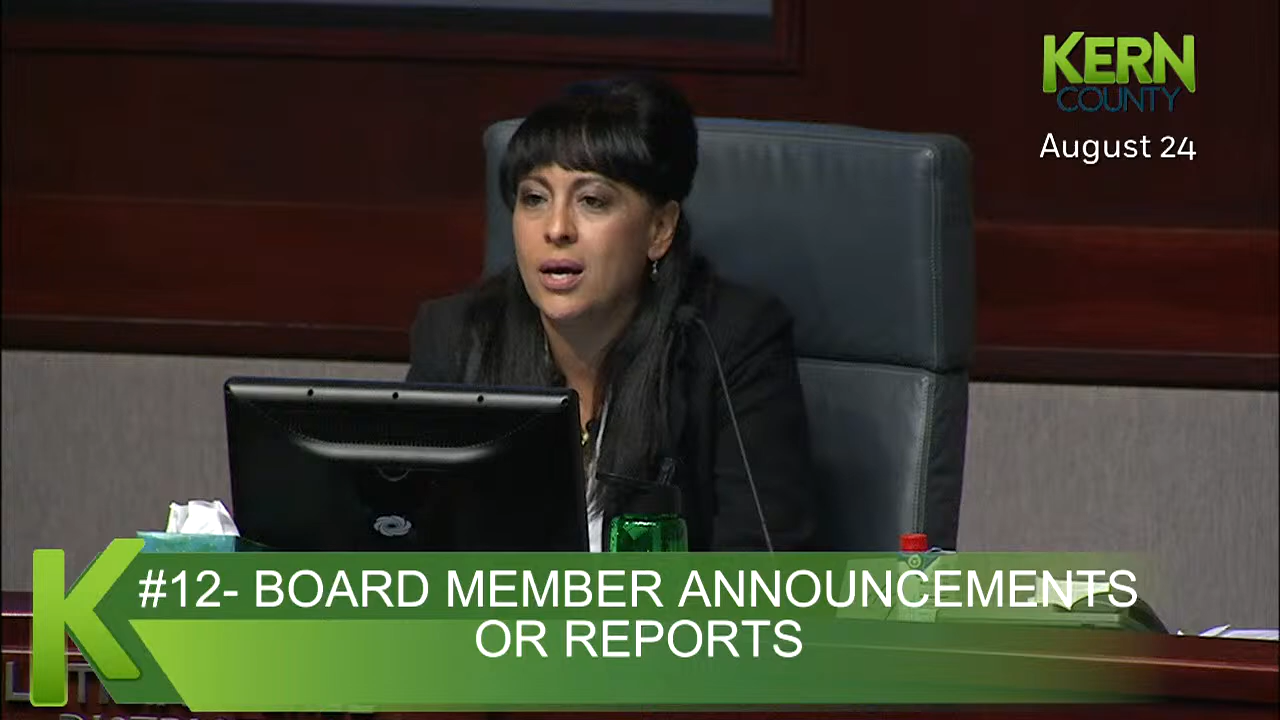 KERN
COUNTY
August 24
#12- BOARD MEMBER ANNOUNCEMENTS
OR REPORTS
K